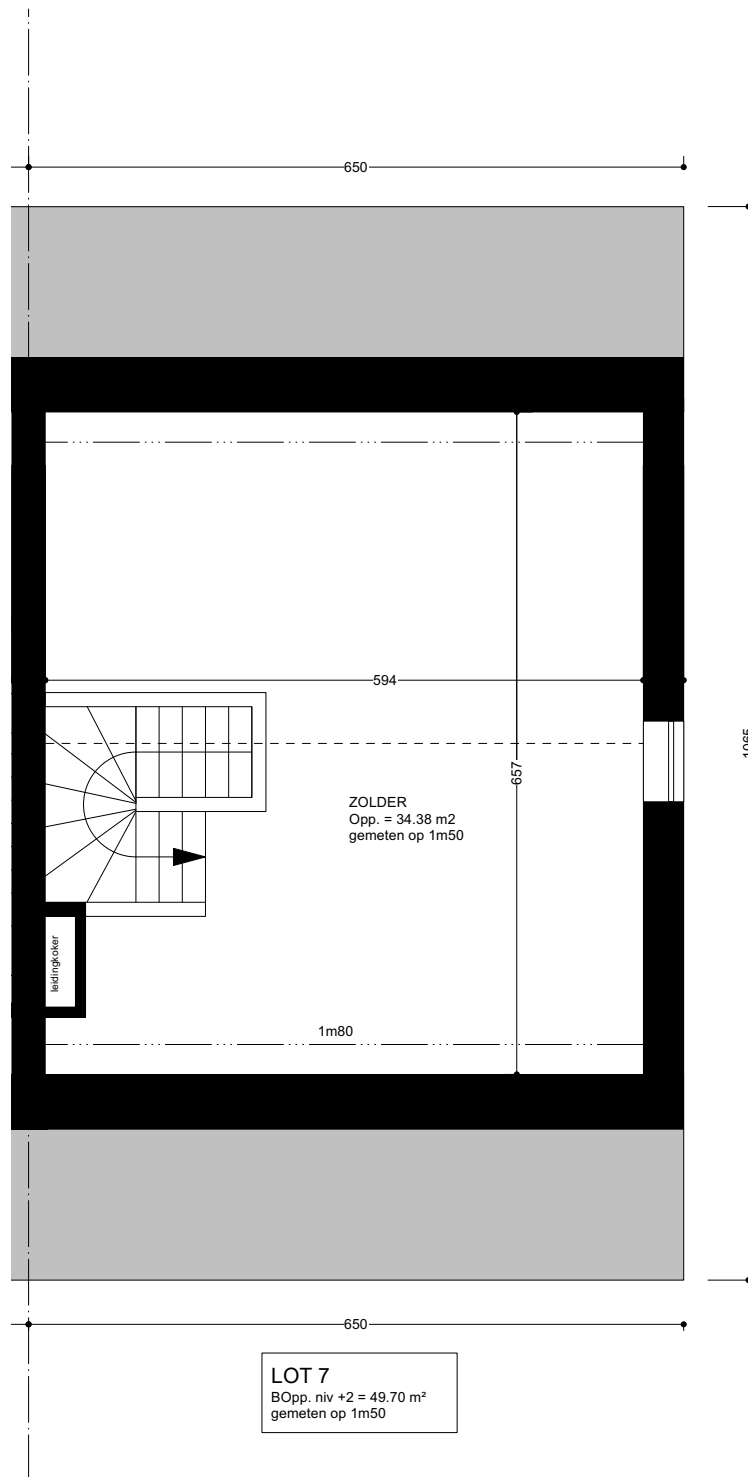 650
594
657
1065
ZOLDER
Opp. = 34.38 m2
gemeten op 1m50
leidingkoker
1m80
650
LOT 7
BOpp. niv +2 = 49.70 m²
gemeten op 1m50